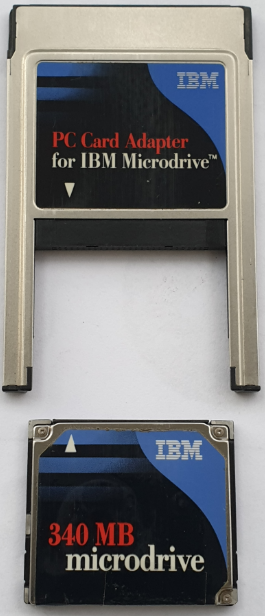 IBM
PC Card Adapter
for IBM Microdrive™
IBM
340 MB
microdrive